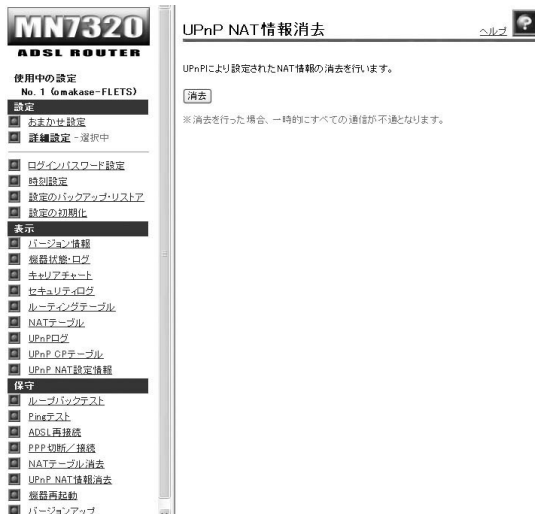 MN7320
ADSL ROUTER
使用中の設定
No. 1 (omakase-FLETS)
設定
おまかせ設定
詳細設定 - 選択中
ログインパスワード設定
時刻設定
設定のバックアップ・リストア
設定の初期化
表示
バージョン情報
機器状態・ログ
キャリアチャート
セキュリティログ
ルーティングテーブル
NATテーブル
UPnPログ
UPnP CPテーブル
UPnP NAT設定情報
保守
ループバックテスト
Pingテスト
ADSL再接続
PPP切断/接続
NATテーブル消去
UPnP NAT情報消去
機器再起動
バージョンアップ
UPnP NAT情報消去
ヘルプ ?
UPnPにより設定されたNAT情報の消去を行います。
消去
※消去を行った場合、一時的にすべての通信が不通となります。